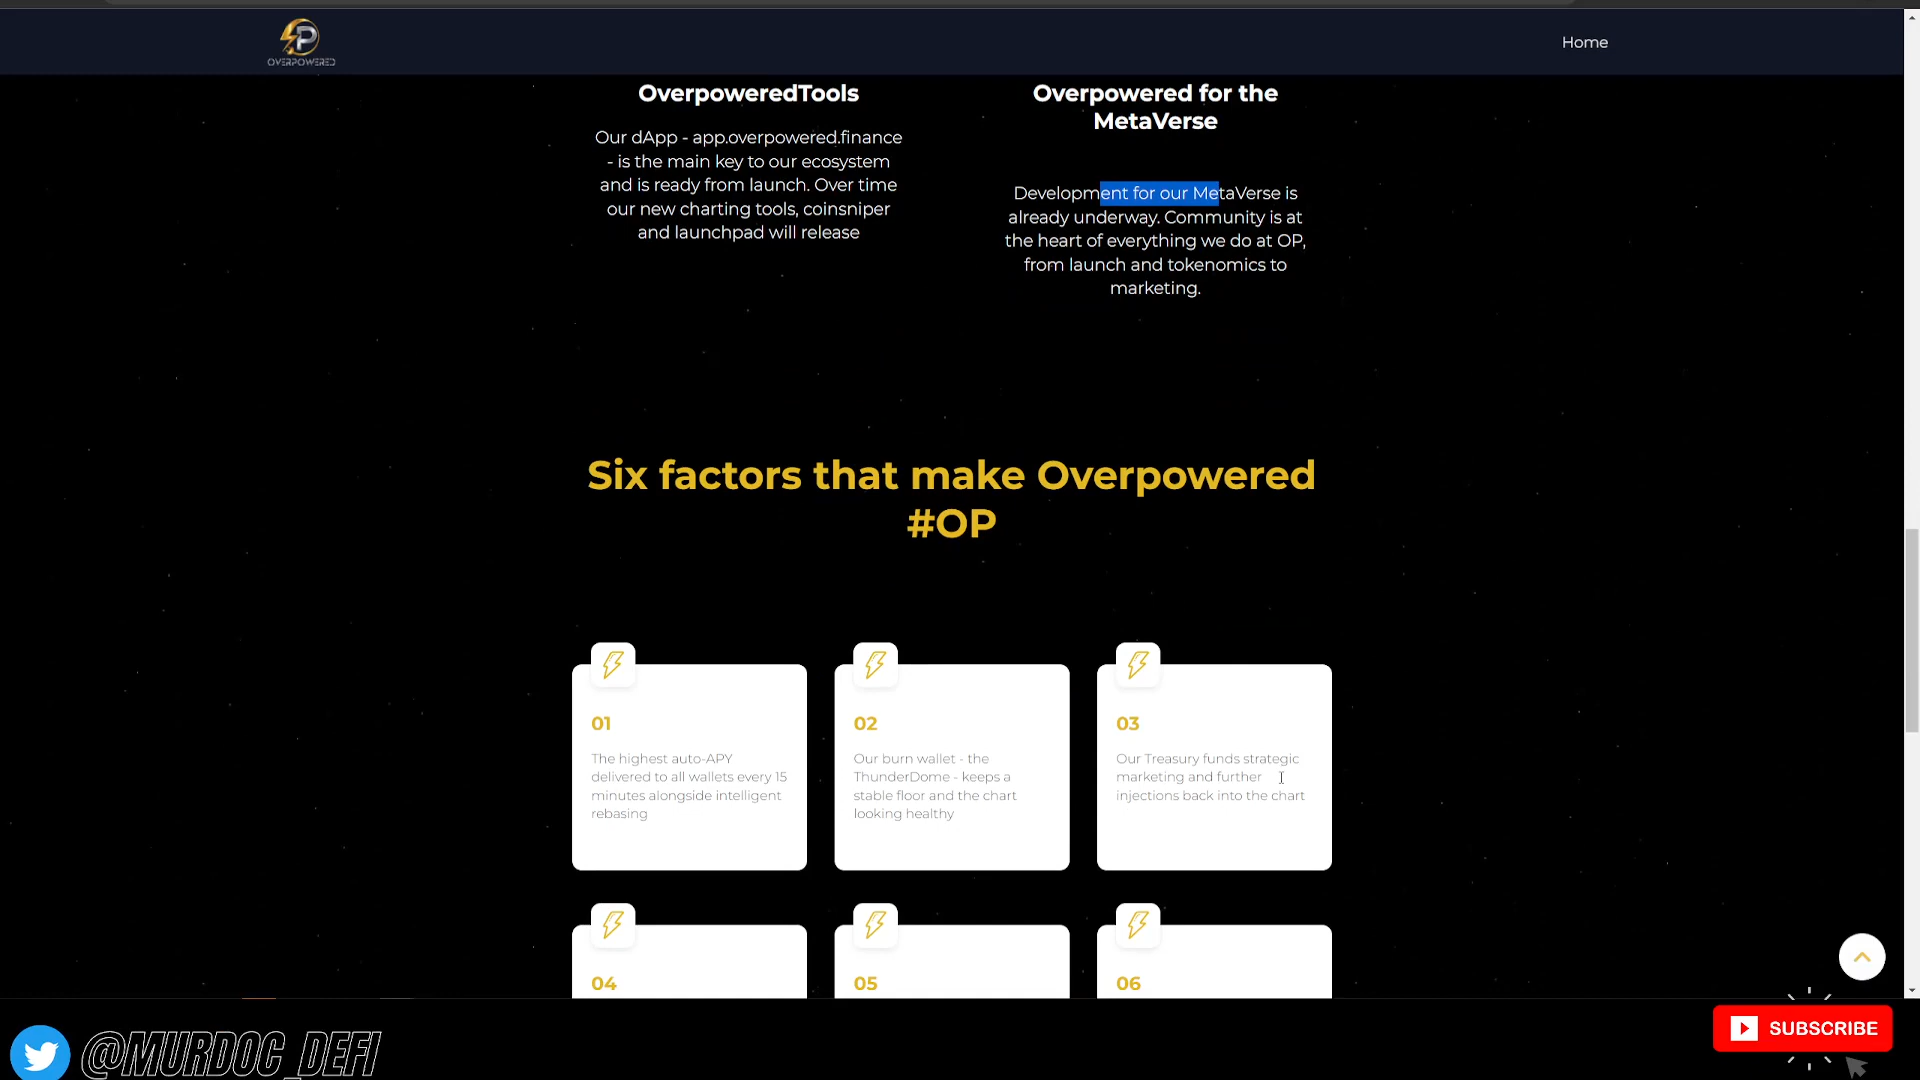 OVERPOWERED
Home
OverpoweredTools
Our dApp - app.overpowered.finance
- is the main key to our ecosystem
and is ready from launch. Over time
our new charting tools, coinsniper
and launchpad will release
Overpowered for the
MetaVerse
Development for our MetaVerse is
already underway. Community is at
the heart of everything we do at OP,
from launch and tokenomics to
marketing.
Six factors that make Overpowered
#OP
01
The highest auto-APY
delivered to all wallets every 15
minutes alongside intelligent
rebasing
02
Our burn wallet - the
ThunderDome - keeps a
stable floor and the chart
looking healthy
03
Our Treasury funds strategic
marketing and further
injections back into the chart
04
05
06
@MURDOC_DEFI
SUBSCRIBE